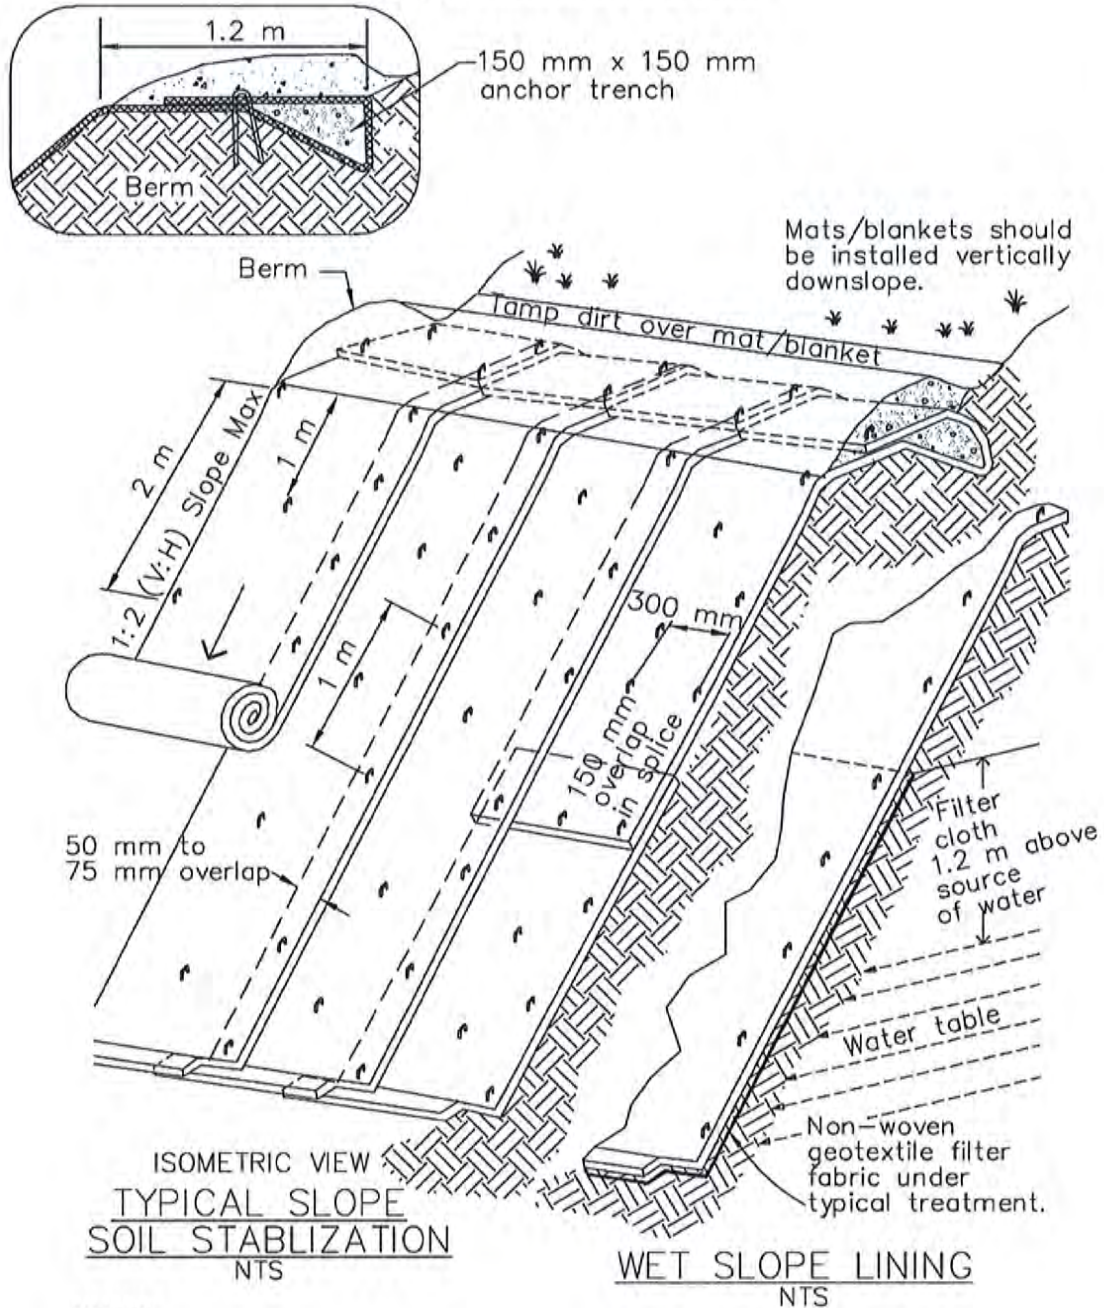 1.2 m
150 mm x 150 mm
anchor trench
Berm
Mats/blankets should
be installed vertically
downslope.
Berm
Tamp dirt over mat/blanket
2 m
1:2 (V:H) Slope Max
1 m
300 mm
1 m
150 mm
overlap
in splice
50 mm to
75 mm overlap
Filter
cloth
1.2 m above
source
of water
Water table
Non-woven
geotextile filter
fabric under
typical treatment.
ISOMETRIC VIEW
TYPICAL SLOPE
SOIL STABLIZATION
NTS
WET SLOPE LINING
NTS